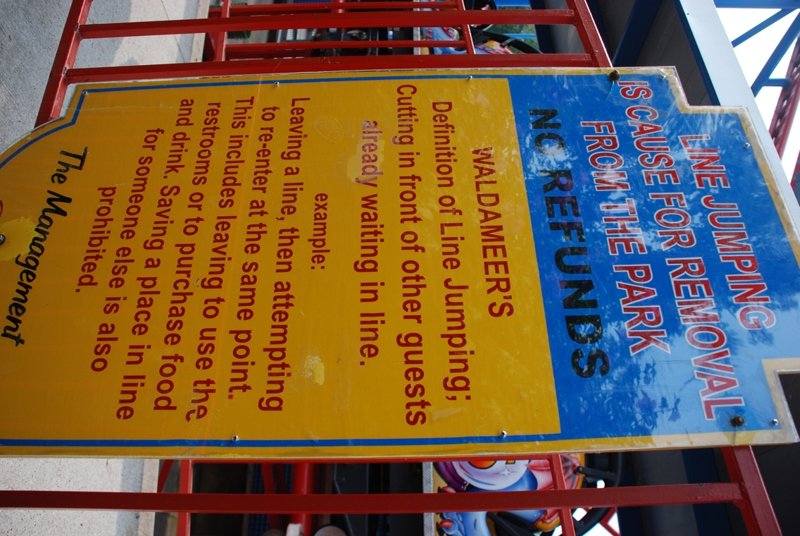 LINE JUMPING
IS CAUSE FOR REMOVAL
FROM THE PARK
NO REFUNDS
WALDAMEER'S
Definition of Line Jumping;
Cutting in front of other guests
already waiting in line.
example:
Leaving a line, then attempting
to re-enter at the same point.
This includes leaving to use the
restrooms or to purchase food
and drink. Saving a place in line
for someone else is also
prohibited.
The Management